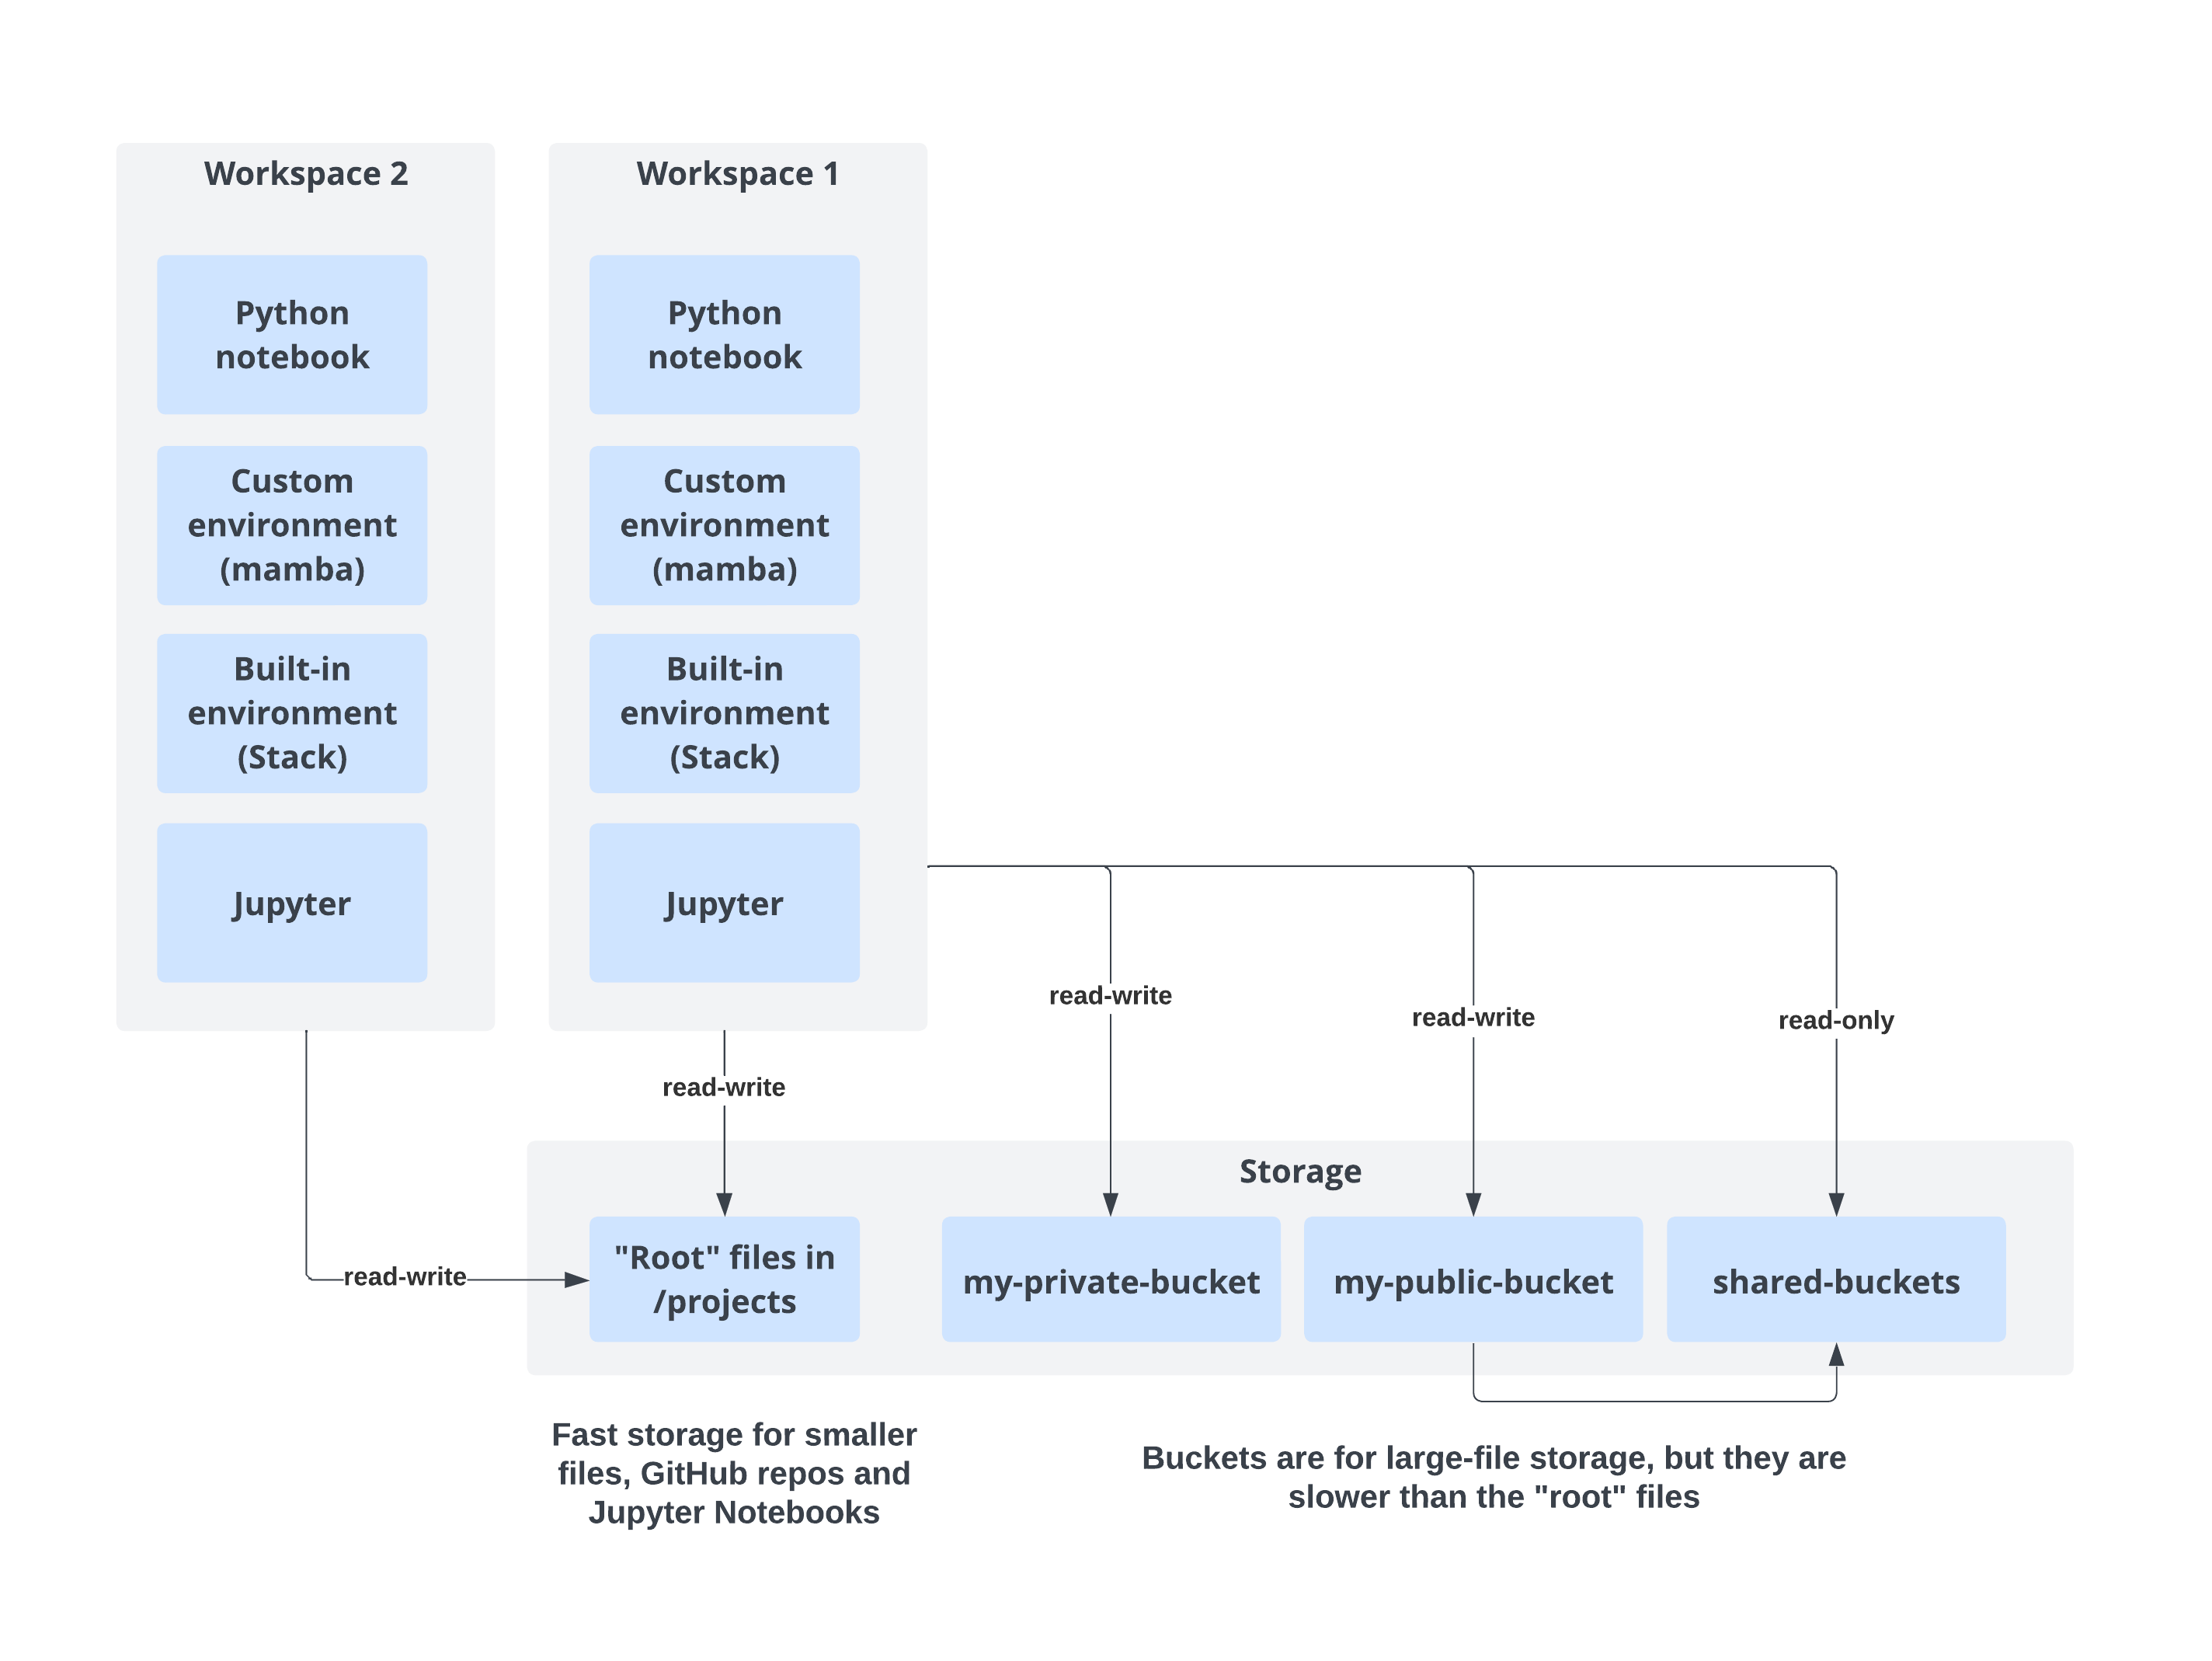 Workspace 2
Python
notebook
Custom
environment
(mamba)
Built-in
environment
(Stack)
Jupyter
Workspace 1
Python
notebook
Custom
environment
(mamba)
Built-in
environment
(Stack)
Jupyter
read-write
read-write
read-only
read-write
read-write
Storage
"Root" files in
/projects
my-private-bucket
my-public-bucket
shared-buckets
Fast storage for smaller
files, GitHub repos and
Jupyter Notebooks
Buckets are for large-file storage, but they are
slower than the "root" files